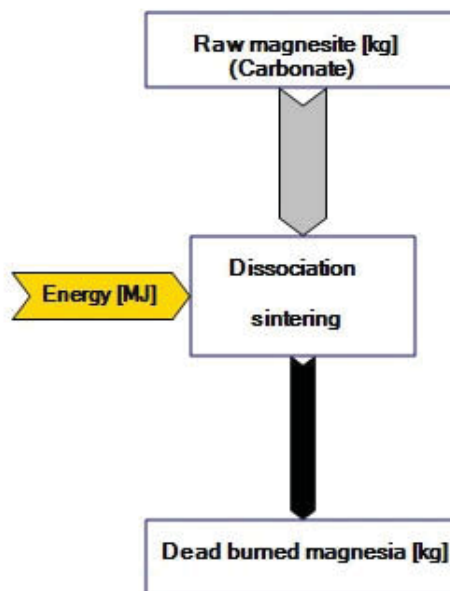 Raw magnesite [kg]
(Carbonate)
Dissociation
Energy [MJ]
sintering
Dead burned magnesia [kg]